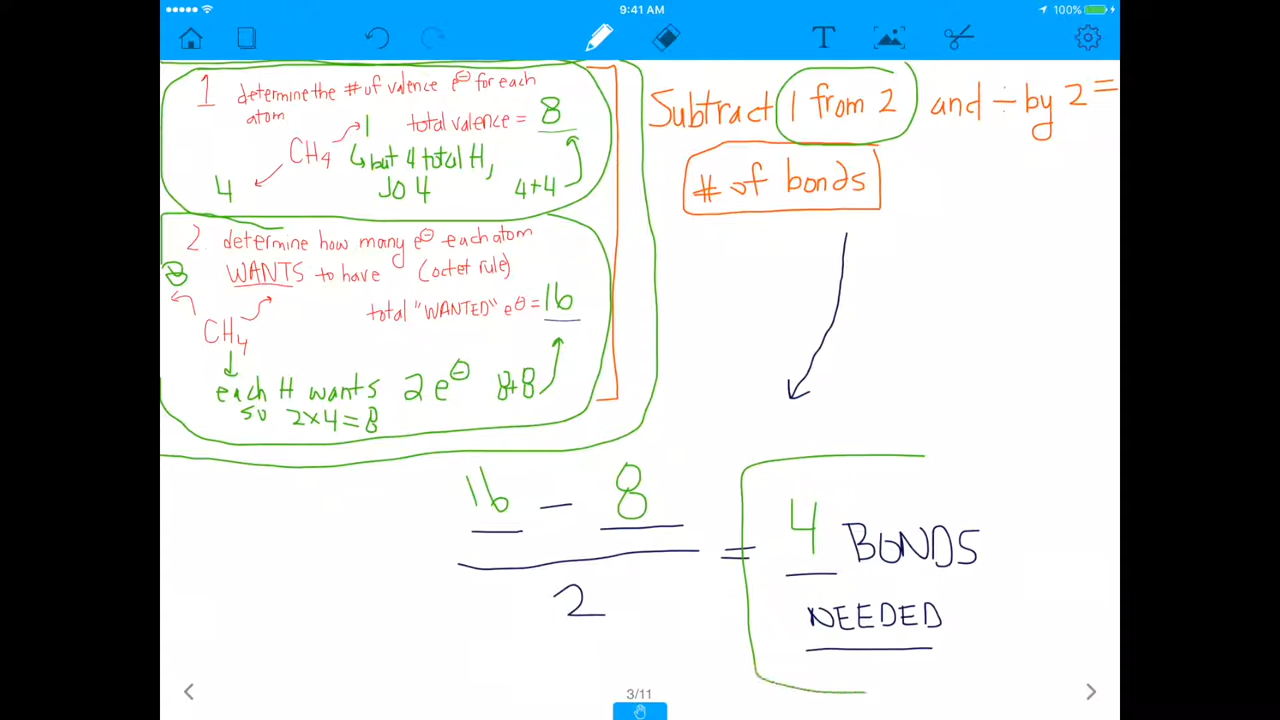 9:41 AM
100%
T
1 determine the # of valence e⊖ for each
atom
total valence = 8
1
CH4
↳ but 4 total H,
so 4
4
4+4
2. determine how many e⊖ each atom
WANTS to have (octet rule)
8
total "WANTED" e⊖ = 16
CH4
each H wants 2 e⊖ 8+8
so 2×4=8
Subtract 1 from 2 and ÷ by 2 =
# of bonds
16 - 8
2
= 4 BONDS
NEEDED
3/11